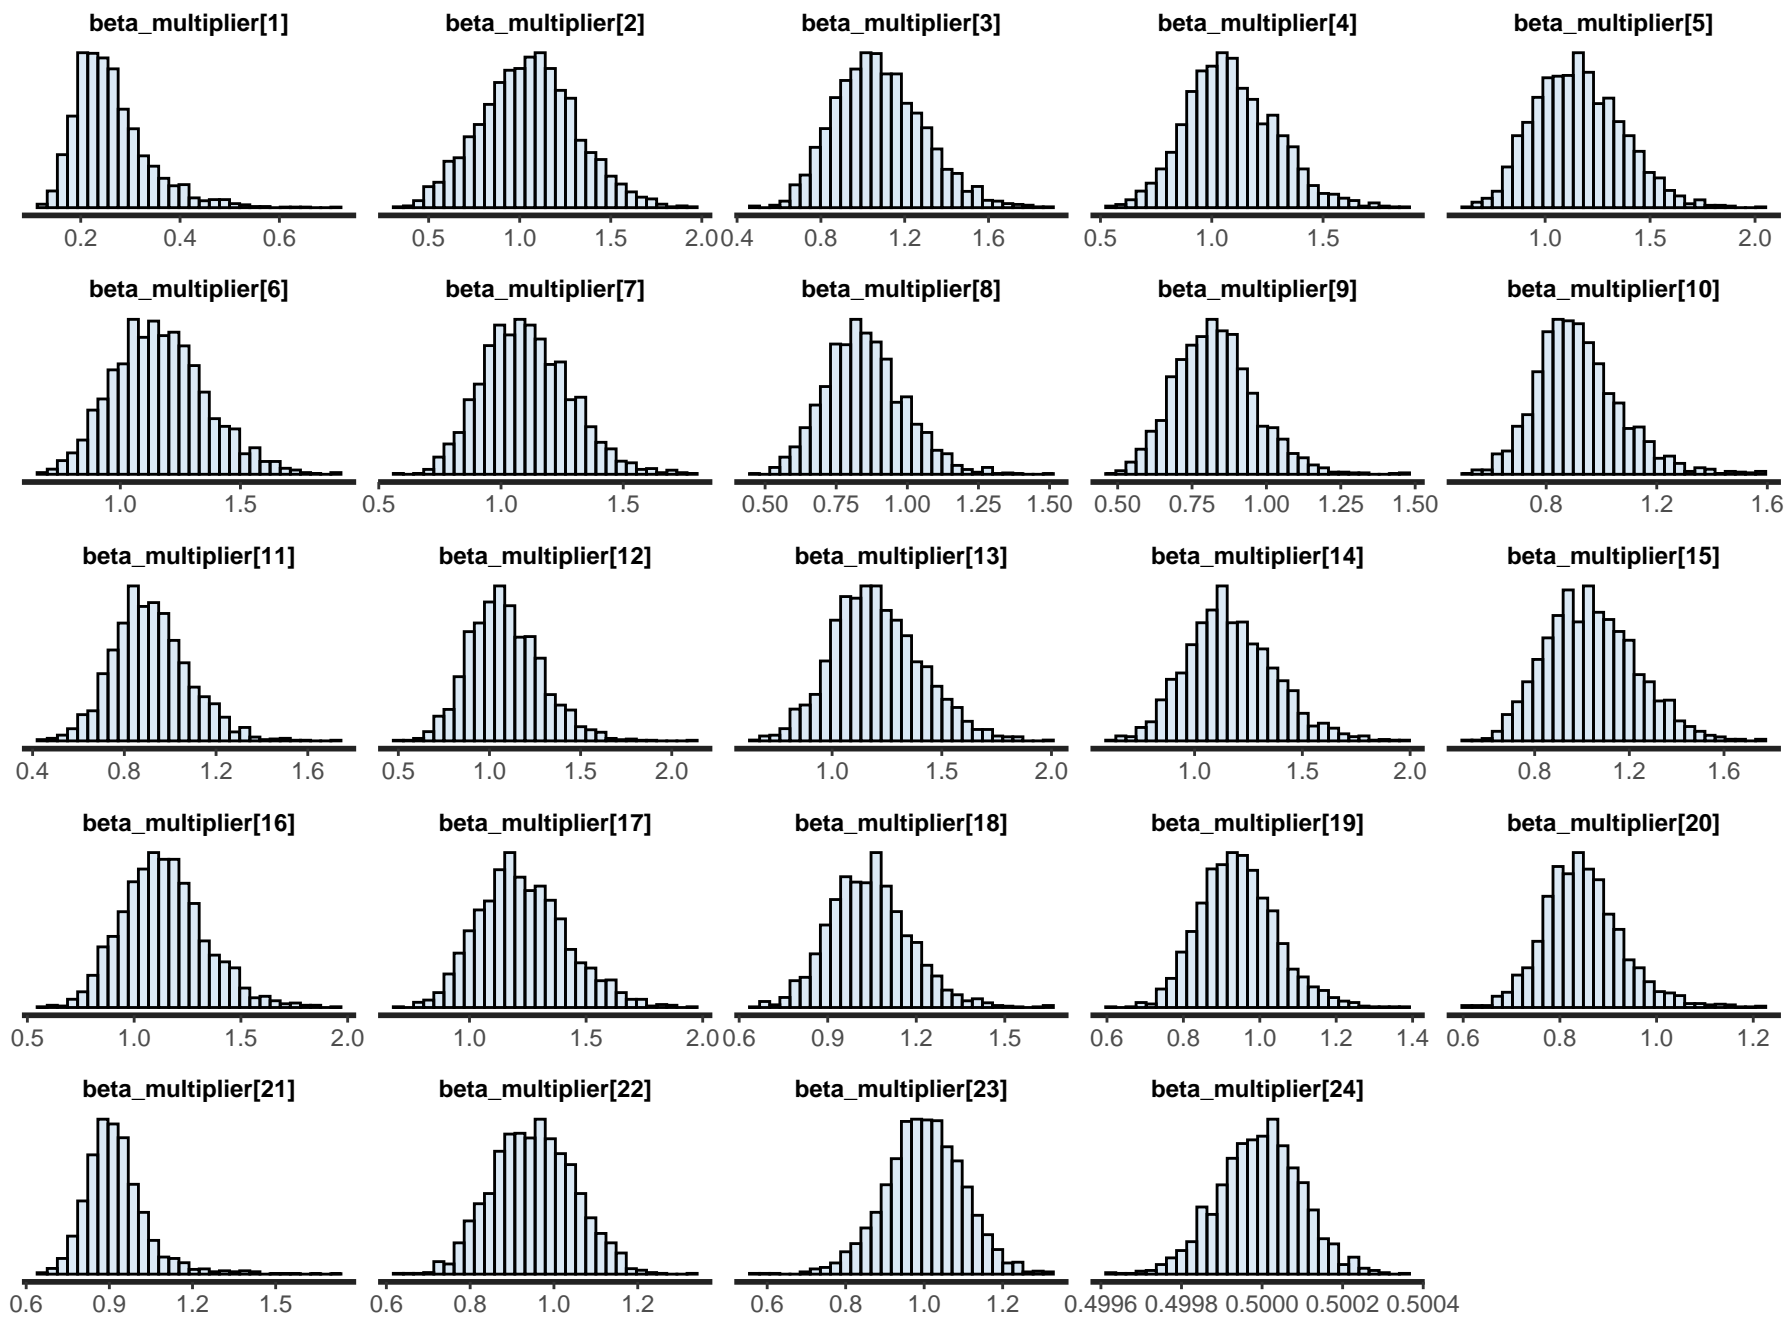 beta_multiplier[1] beta_multiplier[2] beta_multiplier[3] beta_multiplier[4] beta_multiplier[5]
0.2 0.4 0.6 0.5 1.0 1.5 2.0 0.4 0.8 1.2 1.6 0.5 1.0 1.5 1.0 1.5 2.0
beta_multiplier[6] beta_multiplier[7] beta_multiplier[8] beta_multiplier[9] beta_multiplier[10]
1.0 1.5 0.5 1.0 1.5 0.50 0.75 1.00 1.25 1.50 0.50 0.75 1.00 1.25 1.50 0.8 1.2 1.6
beta_multiplier[11] beta_multiplier[12] beta_multiplier[13] beta_multiplier[14] beta_multiplier[15]
0.4 0.8 1.2 1.6 0.5 1.0 1.5 2.0 1.0 1.5 2.0 1.0 1.5 2.0 0.8 1.2 1.6
beta_multiplier[16] beta_multiplier[17] beta_multiplier[18] beta_multiplier[19] beta_multiplier[20]
0.5 1.0 1.5 2.0 1.0 1.5 2.0 0.6 0.9 1.2 1.5 0.6 0.8 1.0 1.2 1.4 0.6 0.8 1.0 1.2
beta_multiplier[21] beta_multiplier[22] beta_multiplier[23] beta_multiplier[24]
0.6 0.9 1.2 1.5 0.6 0.8 1.0 1.2 0.6 0.8 1.0 1.2 0.4996 0.4998 0.5000 0.5002 0.5004